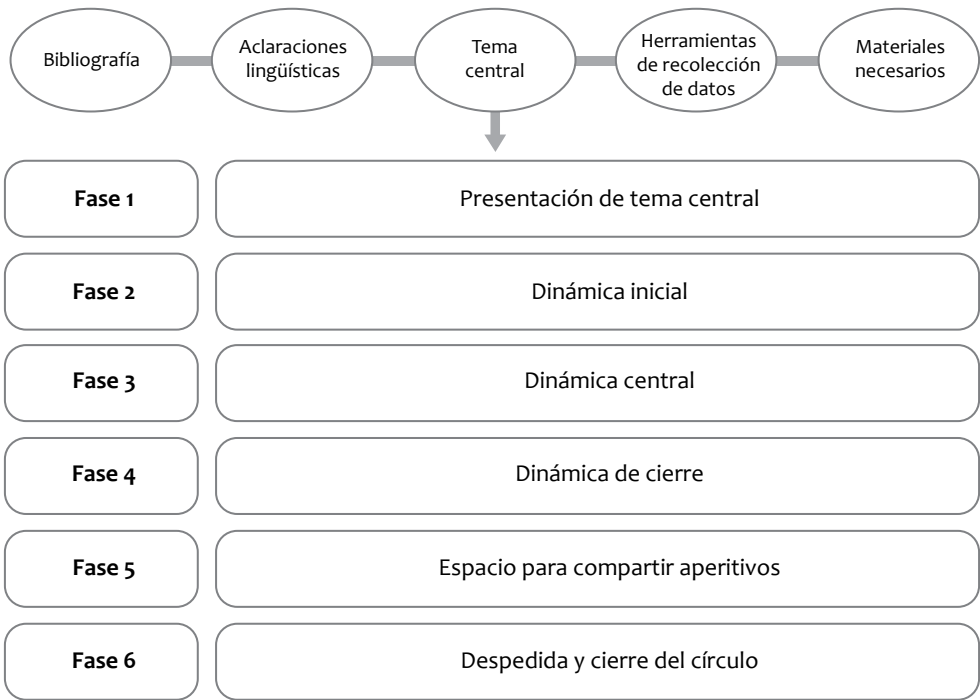 Bibliografía
Aclaraciones
lingüísticas
Tema
central
Herramientas
de recolección
de datos
Materiales
necesarios
Fase 1
Presentación de tema central
Fase 2
Dinámica inicial
Fase 3
Dinámica central
Fase 4
Dinámica de cierre
Fase 5
Espacio para compartir aperitivos
Fase 6
Despedida y cierre del círculo